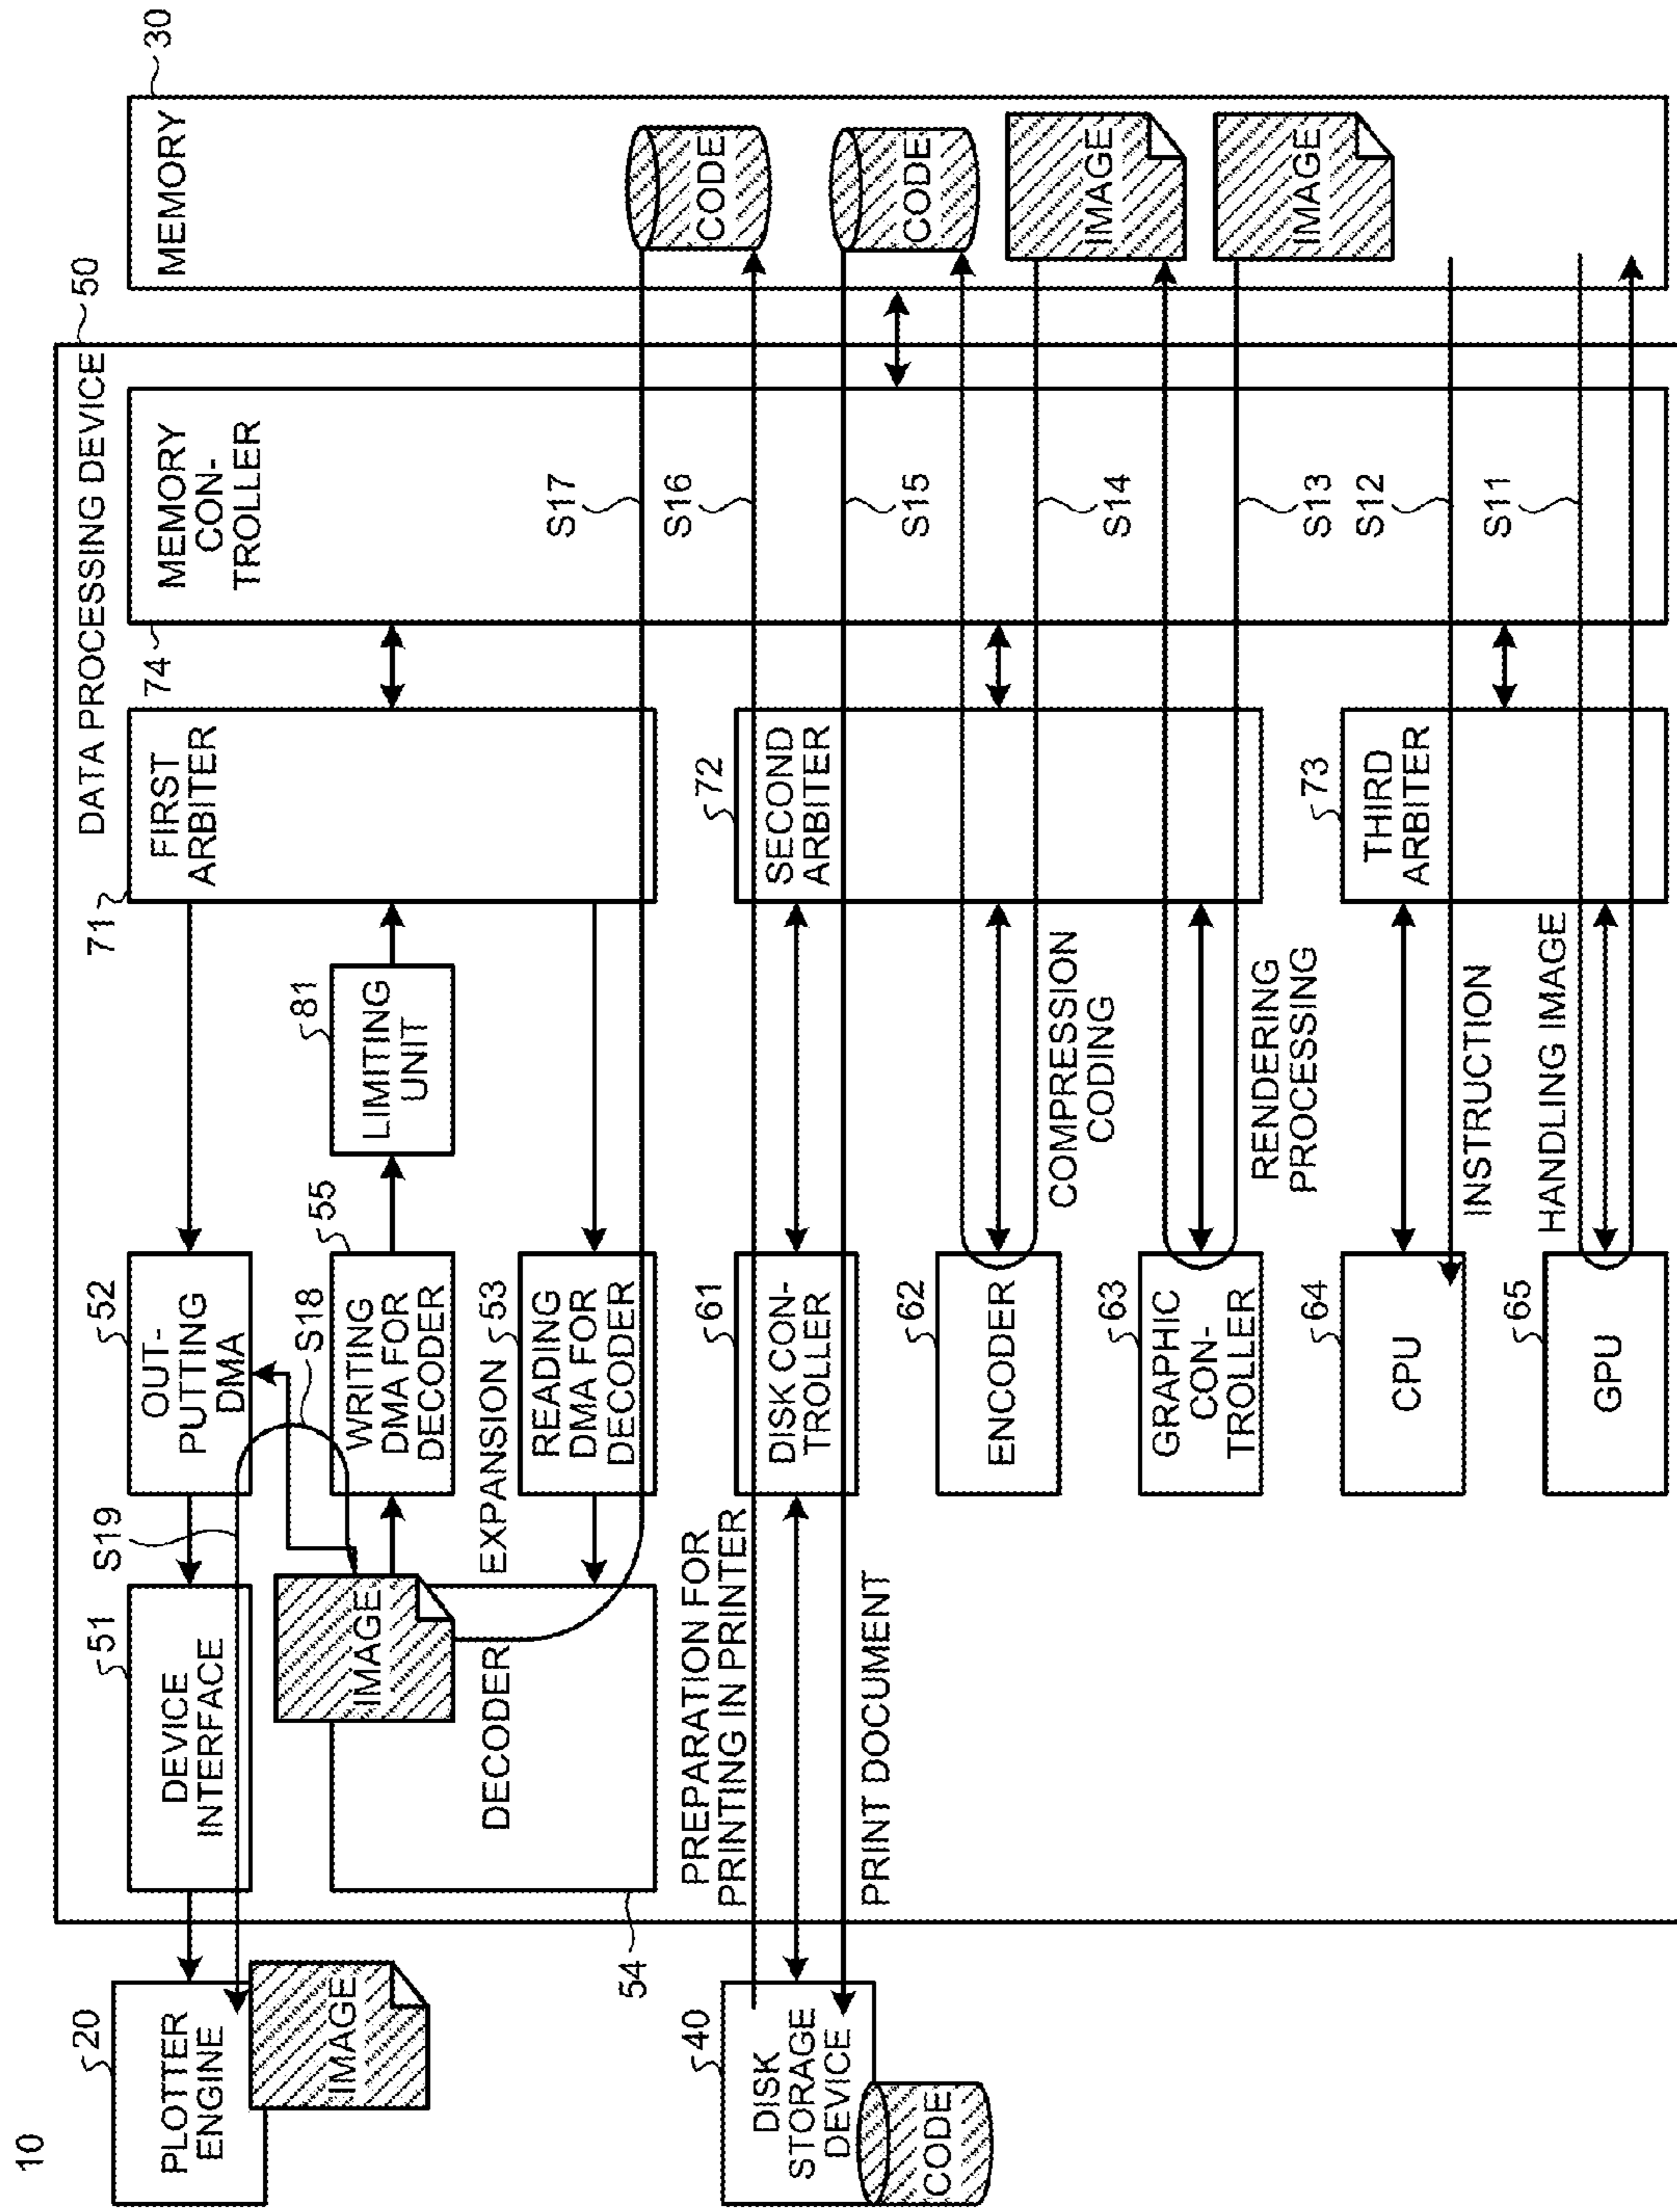 10
20
PLOTTER
ENGINE
IMAGE
40
DISK
STORAGE
DEVICE
CODE
DATA PROCESSING DEVICE
50
51
DEVICE
INTERFACE
S19
52
OUT-
PUTTING
DMA
S18
55
WRITING
DMA FOR
DECODER
IMAGE
DECODER
54
EXPANSION
53
READING
DMA FOR
DECODER
81
LIMITING
UNIT
71
FIRST
ARBITER
74
MEMORY
CON-
TROLLER
PREPARATION FOR
PRINTING IN PRINTER
PRINT DOCUMENT
61
DISK CON-
TROLLER
62
ENCODER
COMPRESSION
CODING
63
GRAPHIC
CON-
TROLLER
RENDERING
PROCESSING
64
CPU
INSTRUCTION
65
GPU
HANDLING IMAGE
72
SECOND
ARBITER
73
THIRD
ARBITER
S17
S16
S15
S14
S13
S12
S11
30
MEMORY
CODE
CODE
IMAGE
IMAGE